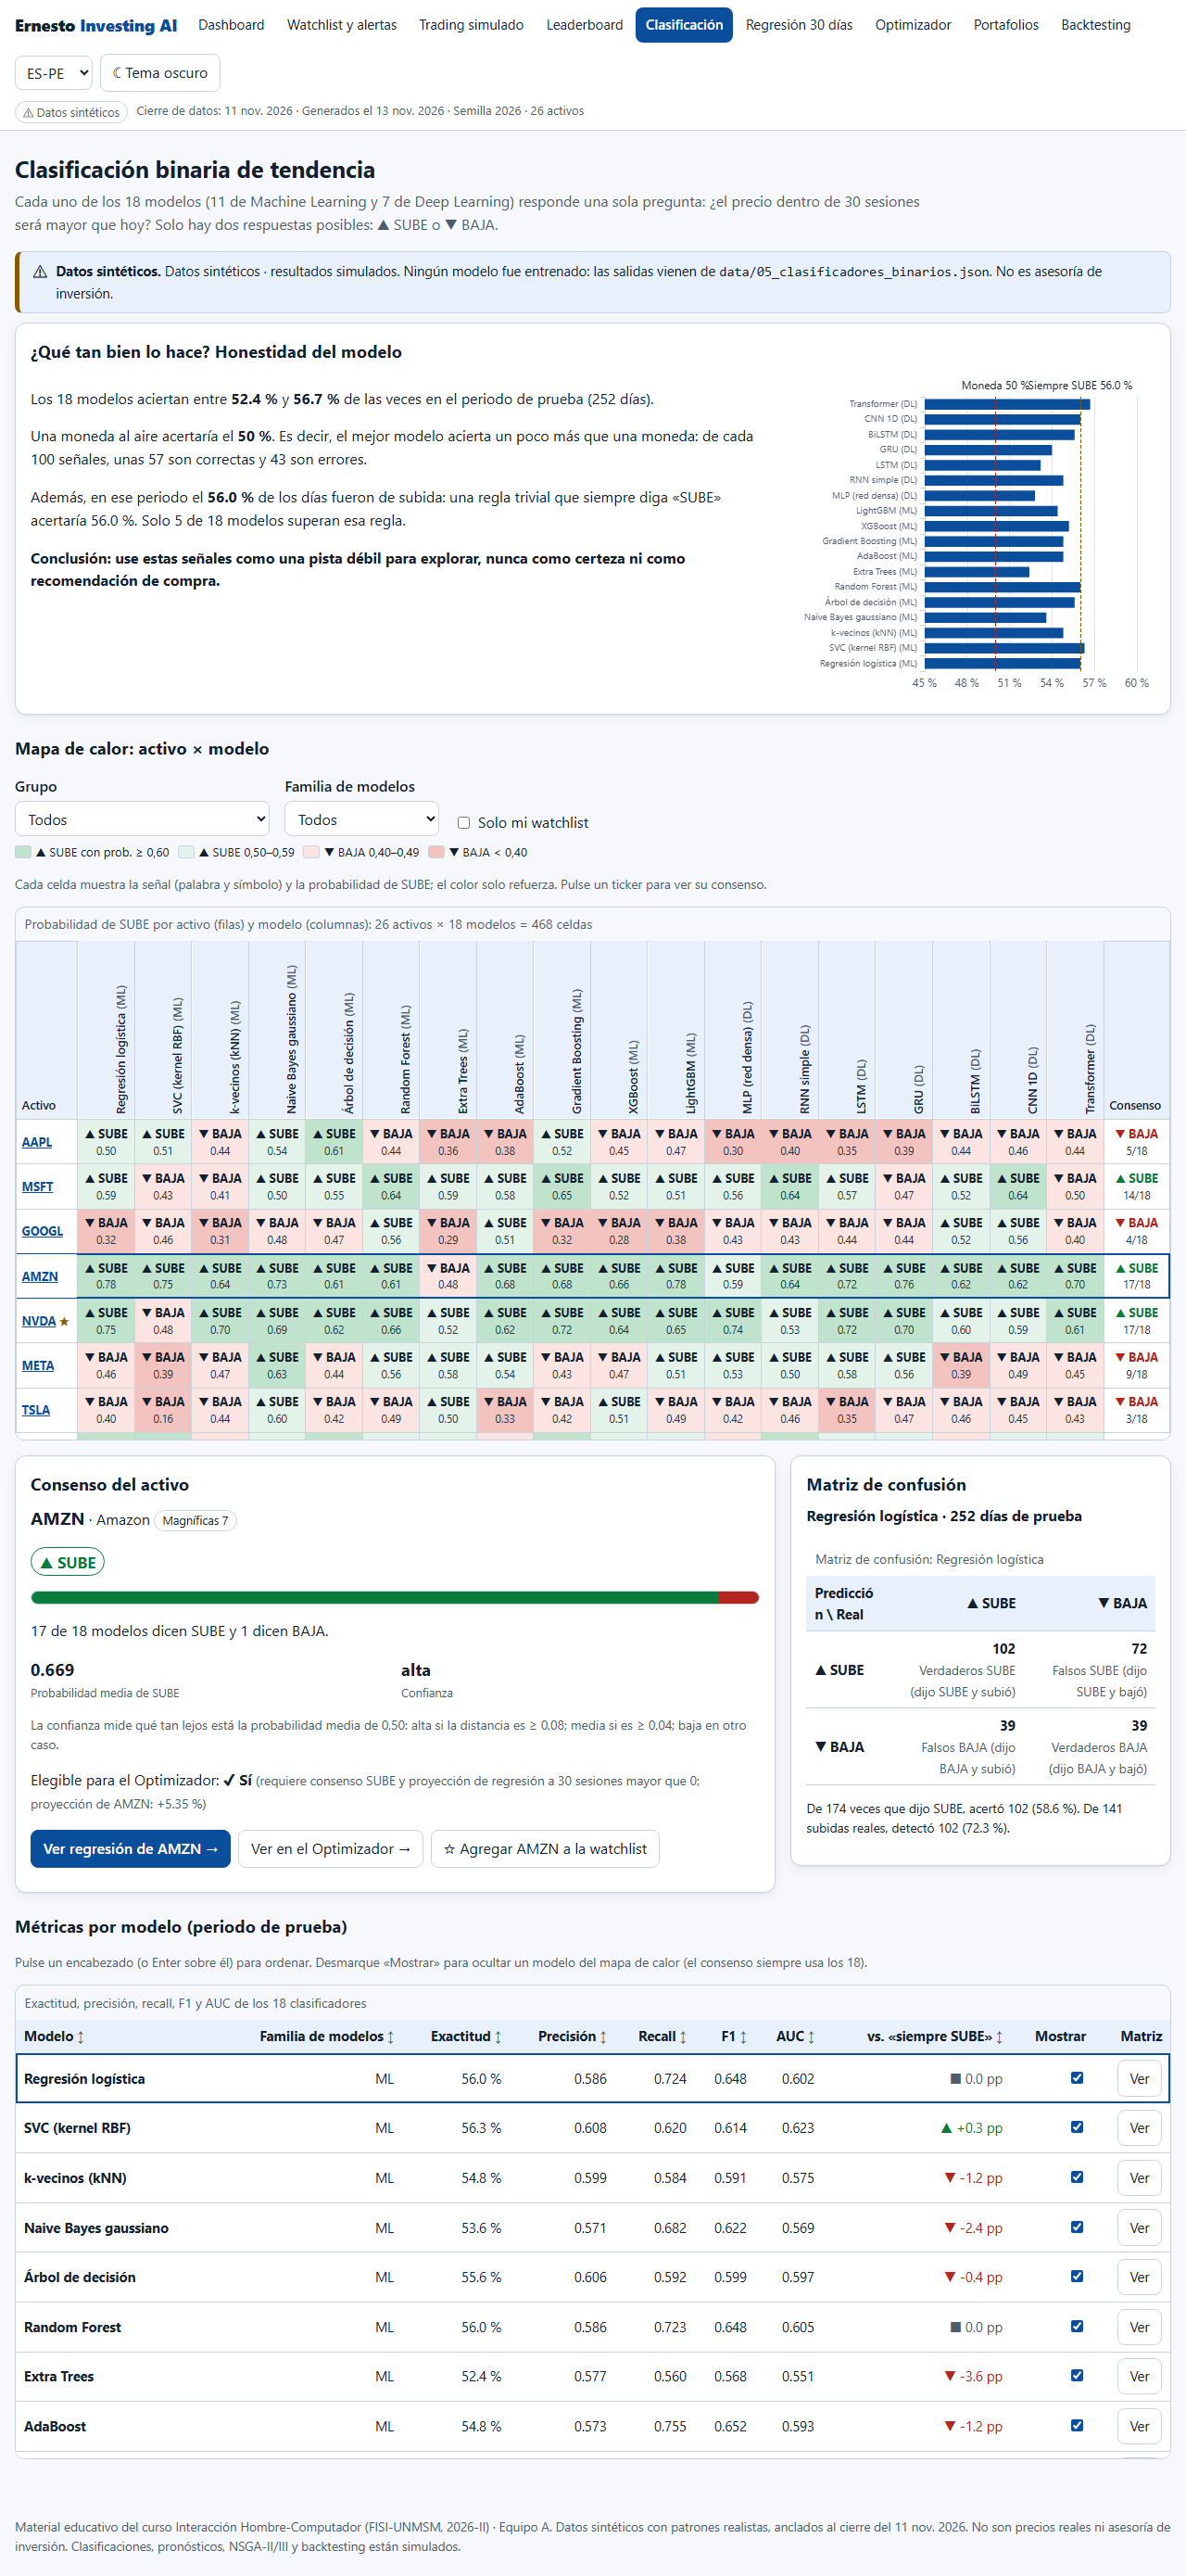 Ernesto Investing AI Dashboard Watchlist y alertas Trading simulado Leaderboard Clasificación Regresión 30 días Optimizador Portafolios Backtesting
ES-PE ☾ Tema oscuro
⚠ Datos sintéticos Cierre de datos: 11 nov. 2026 · Generados el 13 nov. 2026 · Semilla 2026 · 26 activos
Clasificación binaria de tendencia
Cada uno de los 18 modelos (11 de Machine Learning y 7 de Deep Learning) responde una sola pregunta: ¿el precio dentro de 30 sesiones
será mayor que hoy? Solo hay dos respuestas posibles: ▲ SUBE o ▼ BAJA.
⚠ Datos sintéticos. Datos sintéticos · resultados simulados. Ningún modelo fue entrenado: las salidas vienen de data/05_clasificadores_binarios.json. No es asesoría de
inversión.
¿Qué tan bien lo hace? Honestidad del modelo
Los 18 modelos aciertan entre 52.4 % y 56.7 % de las veces en el periodo de prueba (252 días).
Una moneda al aire acertaría el 50 %. Es decir, el mejor modelo acierta un poco más que una moneda: de cada
100 señales, unas 57 son correctas y 43 son errores.
Además, en ese periodo el 56.0 % de los días fueron de subida: una regla trivial que siempre diga «SUBE»
acertaría 56.0 %. Solo 5 de 18 modelos superan esa regla.
Conclusión: use estas señales como una pista débil para explorar, nunca como certeza ni como
recomendación de compra.
Moneda 50 % Siempre SUBE 56.0 %
Transformer (DL)
CNN 1D (DL)
BiLSTM (DL)
GRU (DL)
LSTM (DL)
RNN simple (DL)
MLP (red densa) (DL)
LightGBM (ML)
XGBoost (ML)
Gradient Boosting (ML)
AdaBoost (ML)
Extra Trees (ML)
Random Forest (ML)
Árbol de decisión (ML)
Naive Bayes gaussiano (ML)
k-vecinos (kNN) (ML)
SVC (kernel RBF) (ML)
Regresión logística (ML)
45 % 48 % 51 % 54 % 57 % 60 %
Mapa de calor: activo × modelo
Grupo Familia de modelos
Todos Todos Solo mi watchlist
▲ SUBE con prob. ≥ 0,60 ▲ SUBE 0,50–0,59 ▼ BAJA 0,40–0,49 ▼ BAJA < 0,40
Cada celda muestra la señal (palabra y símbolo) y la probabilidad de SUBE; el color solo refuerza. Pulse un ticker para ver su consenso.
Probabilidad de SUBE por activo (filas) y modelo (columnas): 26 activos × 18 modelos = 468 celdas
Activo Regresión logística (ML) SVC (kernel RBF) (ML) k-vecinos (kNN) (ML) Naive Bayes gaussiano (ML) Árbol de decisión (ML) Random Forest (ML) Extra Trees (ML) AdaBoost (ML) Gradient Boosting (ML) XGBoost (ML) LightGBM (ML) MLP (red densa) (DL) RNN simple (DL) LSTM (DL) GRU (DL) BiLSTM (DL) CNN 1D (DL) Transformer (DL) Consenso
AAPL ▲ SUBE ▲ SUBE ▼ BAJA ▲ SUBE ▲ SUBE ▼ BAJA ▼ BAJA ▼ BAJA ▲ SUBE ▼ BAJA ▼ BAJA ▼ BAJA ▼ BAJA ▼ BAJA ▼ BAJA ▼ BAJA ▼ BAJA ▼ BAJA ▼ BAJA
0.50 0.51 0.44 0.54 0.61 0.44 0.36 0.38 0.52 0.45 0.47 0.30 0.40 0.35 0.39 0.44 0.46 0.44 5/18
MSFT ▲ SUBE ▼ BAJA ▼ BAJA ▲ SUBE ▲ SUBE ▲ SUBE ▲ SUBE ▲ SUBE ▲ SUBE ▲ SUBE ▲ SUBE ▲ SUBE ▲ SUBE ▲ SUBE ▼ BAJA ▲ SUBE ▲ SUBE ▼ BAJA ▲ SUBE
0.59 0.43 0.41 0.50 0.55 0.64 0.59 0.58 0.65 0.52 0.51 0.56 0.64 0.57 0.47 0.52 0.64 0.50 14/18
GOOGL ▼ BAJA ▼ BAJA ▼ BAJA ▼ BAJA ▼ BAJA ▲ SUBE ▼ BAJA ▲ SUBE ▼ BAJA ▼ BAJA ▼ BAJA ▼ BAJA ▼ BAJA ▼ BAJA ▼ BAJA ▲ SUBE ▲ SUBE ▼ BAJA ▼ BAJA
0.32 0.46 0.31 0.48 0.47 0.56 0.29 0.51 0.32 0.28 0.38 0.43 0.43 0.44 0.44 0.52 0.56 0.40 4/18
AMZN ▲ SUBE ▲ SUBE ▲ SUBE ▲ SUBE ▲ SUBE ▲ SUBE ▼ BAJA ▲ SUBE ▲ SUBE ▲ SUBE ▲ SUBE ▲ SUBE ▲ SUBE ▲ SUBE ▲ SUBE ▲ SUBE ▲ SUBE ▲ SUBE ▲ SUBE
0.78 0.75 0.64 0.73 0.61 0.61 0.48 0.68 0.68 0.66 0.78 0.59 0.64 0.72 0.76 0.62 0.62 0.70 17/18
NVDA ★ ▲ SUBE ▼ BAJA ▲ SUBE ▲ SUBE ▲ SUBE ▲ SUBE ▲ SUBE ▲ SUBE ▲ SUBE ▲ SUBE ▲ SUBE ▲ SUBE ▲ SUBE ▲ SUBE ▲ SUBE ▲ SUBE ▲ SUBE ▲ SUBE ▲ SUBE
0.75 0.48 0.70 0.69 0.62 0.66 0.52 0.62 0.72 0.64 0.65 0.74 0.53 0.72 0.70 0.60 0.59 0.61 17/18
META ▼ BAJA ▼ BAJA ▼ BAJA ▲ SUBE ▼ BAJA ▲ SUBE ▲ SUBE ▲ SUBE ▼ BAJA ▼ BAJA ▲ SUBE ▲ SUBE ▲ SUBE ▲ SUBE ▲ SUBE ▼ BAJA ▼ BAJA ▼ BAJA ▼ BAJA
0.46 0.39 0.47 0.63 0.44 0.56 0.58 0.54 0.43 0.47 0.51 0.53 0.50 0.58 0.56 0.39 0.49 0.45 9/18
TSLA ▼ BAJA ▼ BAJA ▼ BAJA ▲ SUBE ▼ BAJA ▼ BAJA ▲ SUBE ▼ BAJA ▼ BAJA ▲ SUBE ▼ BAJA ▼ BAJA ▼ BAJA ▼ BAJA ▼ BAJA ▼ BAJA ▼ BAJA ▼ BAJA ▼ BAJA
0.40 0.16 0.44 0.60 0.42 0.49 0.50 0.33 0.42 0.51 0.49 0.42 0.46 0.35 0.47 0.46 0.45 0.43 3/18
Consenso del activo
AMZN · Amazon Magníficas 7
▲ SUBE
17 de 18 modelos dicen SUBE y 1 dicen BAJA.
0.669 alta
Probabilidad media de SUBE Confianza
La confianza mide qué tan lejos está la probabilidad media de 0,50: alta si la distancia es ≥ 0,08; media si es ≥ 0,04; baja en otro
caso.
Elegible para el Optimizador: ✔ Sí (requiere consenso SUBE y proyección de regresión a 30 sesiones mayor que 0;
proyección de AMZN: +5.35 %)
Ver regresión de AMZN → Ver en el Optimizador → ☆ Agregar AMZN a la watchlist
Matriz de confusión
Regresión logística · 252 días de prueba
Matriz de confusión: Regresión logística
Predicció
n \ Real ▲ SUBE ▼ BAJA
▲ SUBE 102 72
Verdaderos SUBE Falsos SUBE (dijo
(dijo SUBE y subió) SUBE y bajó)
▼ BAJA 39 39
Falsos BAJA (dijo Verdaderos BAJA
BAJA y subió) (dijo BAJA y bajó)
De 174 veces que dijo SUBE, acertó 102 (58.6 %). De 141
subidas reales, detectó 102 (72.3 %).
Métricas por modelo (periodo de prueba)
Pulse un encabezado (o Enter sobre él) para ordenar. Desmarque «Mostrar» para ocultar un modelo del mapa de calor (el consenso siempre usa los 18).
Exactitud, precisión, recall, F1 y AUC de los 18 clasificadores
Modelo ↕ Familia de modelos ↕ Exactitud ↕ Precisión ↕ Recall ↕ F1 ↕ AUC ↕ vs. «siempre SUBE» ↕ Mostrar Matriz
Regresión logística ML 56.0 % 0.586 0.724 0.648 0.602 ■ 0.0 pp Ver
SVC (kernel RBF) ML 56.3 % 0.608 0.620 0.614 0.623 ▲ +0.3 pp Ver
k-vecinos (kNN) ML 54.8 % 0.599 0.584 0.591 0.575 ▼ -1.2 pp Ver
Naive Bayes gaussiano ML 53.6 % 0.571 0.682 0.622 0.569 ▼ -2.4 pp Ver
Árbol de decisión ML 55.6 % 0.606 0.592 0.599 0.597 ▼ -0.4 pp Ver
Random Forest ML 56.0 % 0.586 0.723 0.648 0.605 ■ 0.0 pp Ver
Extra Trees ML 52.4 % 0.577 0.560 0.568 0.551 ▼ -3.6 pp Ver
AdaBoost ML 54.8 % 0.573 0.755 0.652 0.593 ▼ -1.2 pp Ver
Material educativo del curso Interacción Hombre-Computador (FISI-UNMSM, 2026-II) · Equipo A. Datos sintéticos con patrones realistas, anclados al cierre del 11 nov. 2026. No son precios reales ni asesoría de
inversión. Clasificaciones, pronósticos, NSGA-II/III y backtesting están simulados.